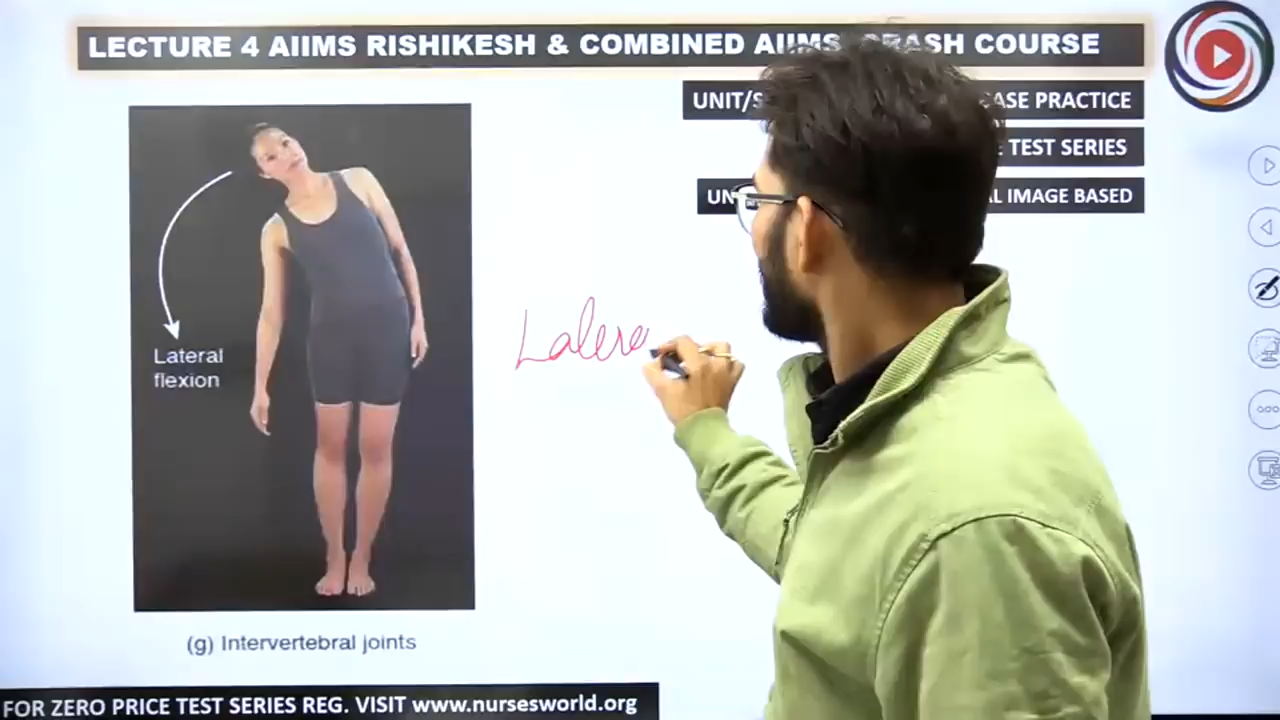 LECTURE 4 AIIMS RISHIKESH & COMBINED AIIMS CRASH COURSE
UNIT/S ASE PRACTICE
TEST SERIES
UN L IMAGE BASED
Lateral
flexion
Latera
(g) Intervertebral joints
FOR ZERO PRICE TEST SERIES REG. VISIT www.nursesworld.org